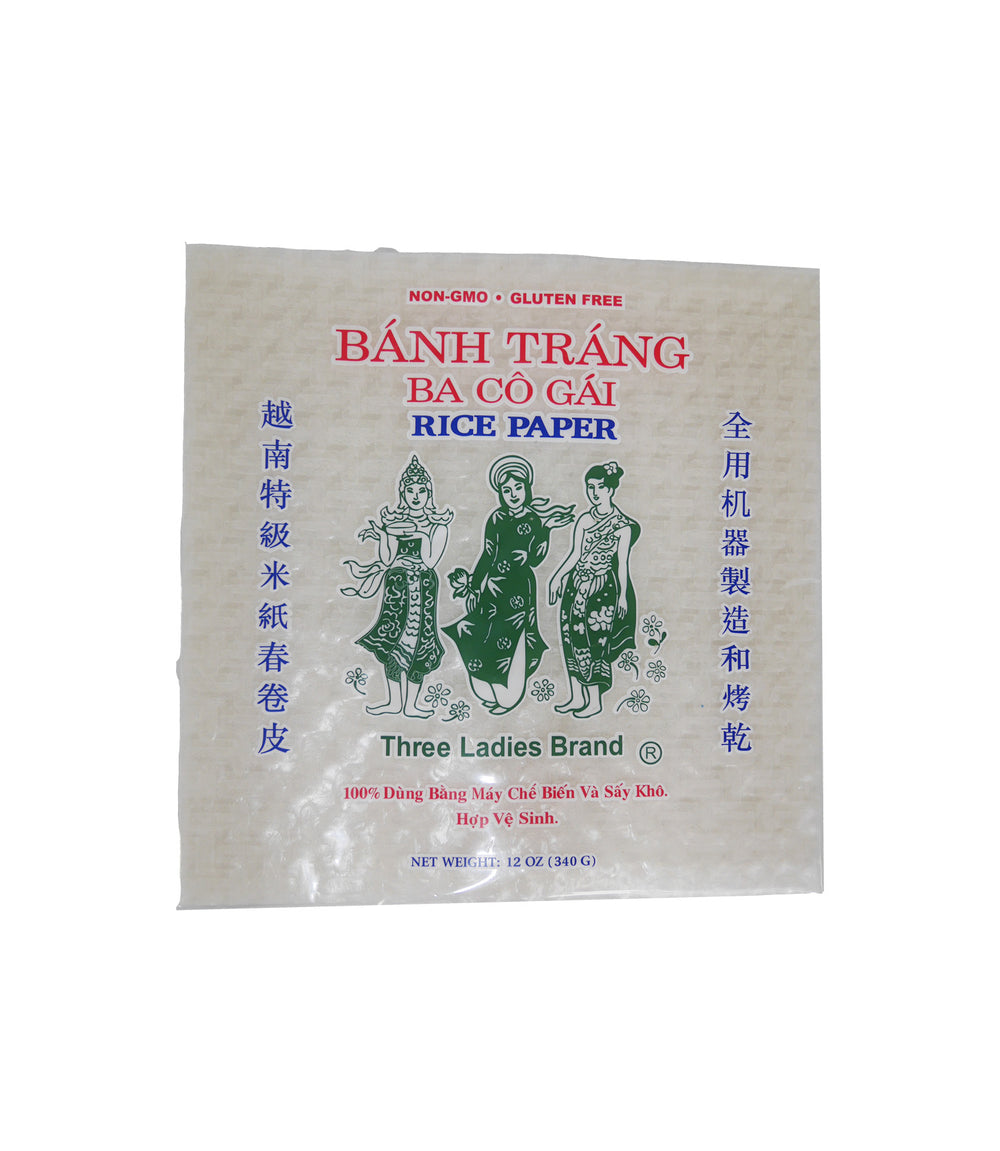 NON-GMO • GLUTEN FREE
BÁNH TRÁNG
BA CÔ GÁI
RICE PAPER
越南特級米紙春卷皮
全用机器製造和烤乾
Three Ladies Brand ®
100% Dùng Bằng Máy Chế Biến Và Sấy Khô.
Hợp Vệ Sinh.
NET WEIGHT: 12 OZ (340 G)